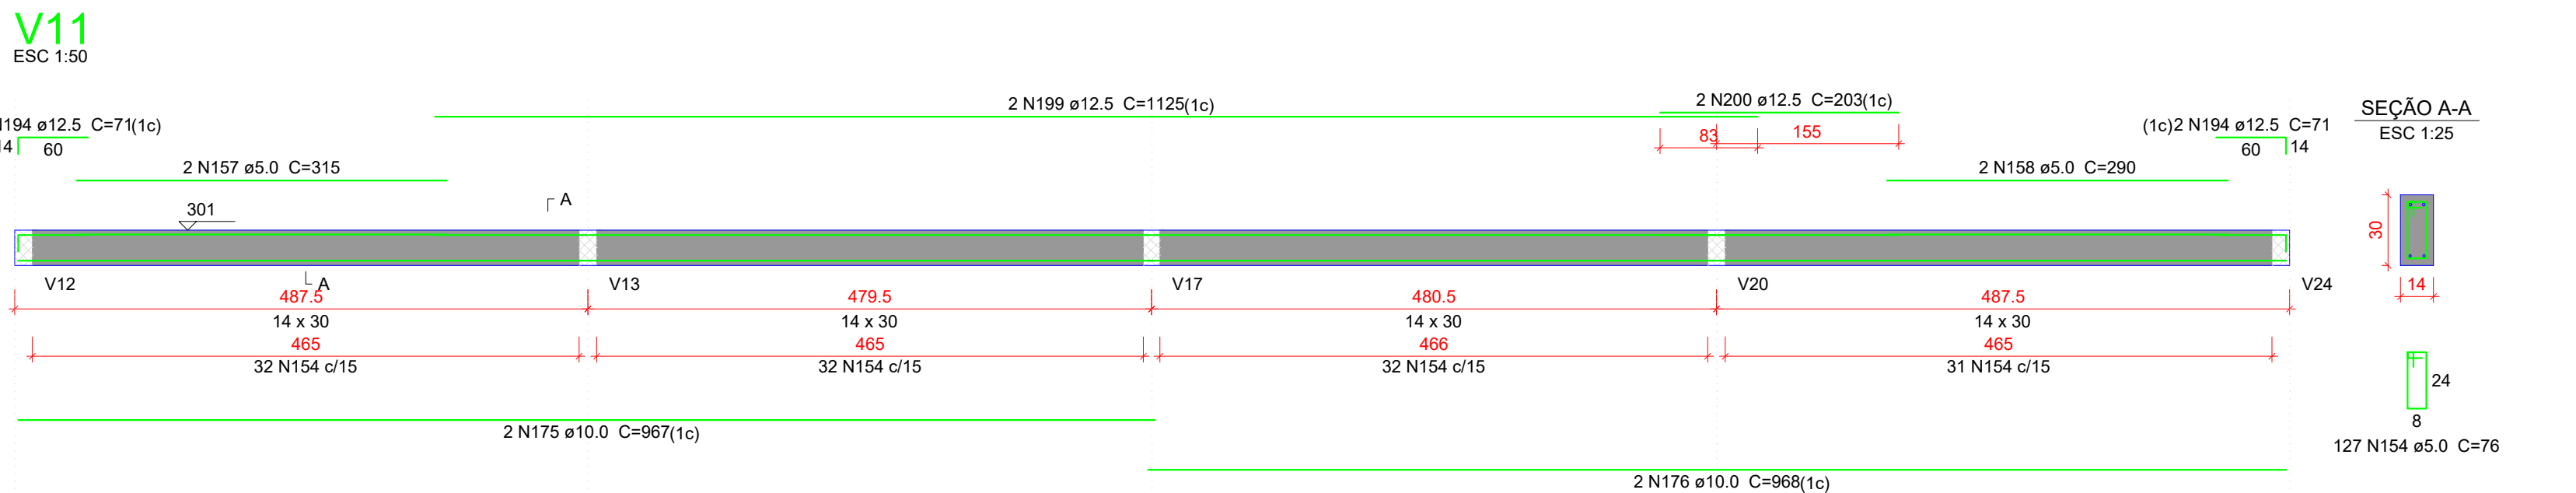 V11
ESC 1:50
2 N199 ø12.5 C=1125(1c)
2 N200 ø12.5 C=203(1c)
SEÇÃO A-A
ESC 1:25
N194 ø12.5 C=71(1c)
14
60
83
155
(1c)2 N194 ø12.5 C=71
60
14
2 N157 ø5.0 C=315
2 N158 ø5.0 C=290
301
A
30
A
V12
V13
V17
V20
V24
14
487.5
479.5
480.5
487.5
14 x 30
14 x 30
14 x 30
14 x 30
465
465
466
465
32 N154 c/15
32 N154 c/15
32 N154 c/15
31 N154 c/15
24
8
127 N154 ø5.0 C=76
2 N175 ø10.0 C=967(1c)
2 N176 ø10.0 C=968(1c)